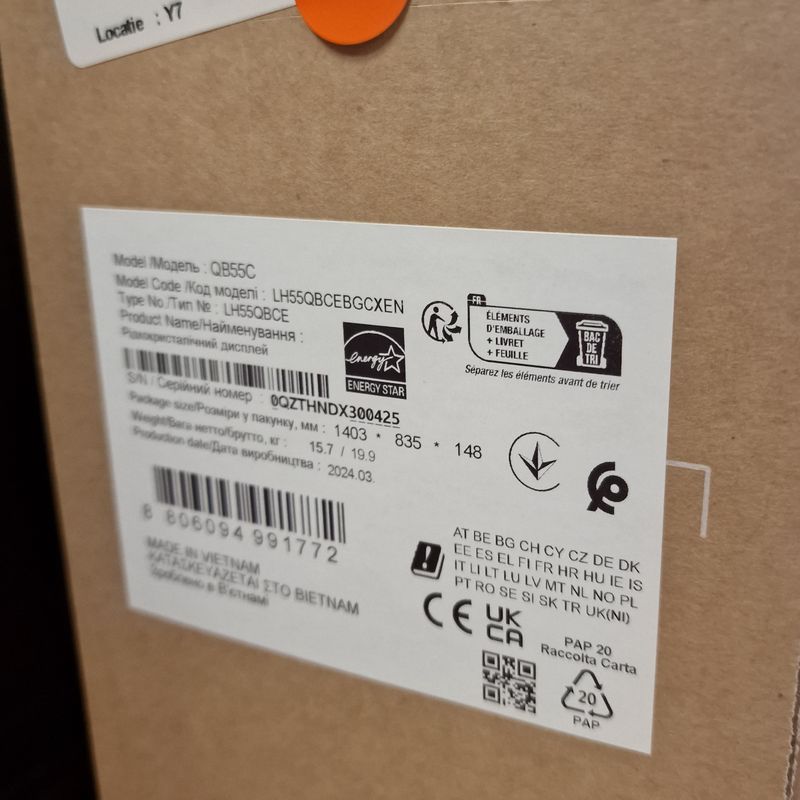 Locatie : Y7
Model /Модель : QB55C
Model Code /Код моделі : LH55QBCEBGCXEN
Type No /Тип № : LH55QBCE
Product Name/Найменування :
Рідкокристалічний дисплей
energy
ENERGY STAR
S/N / Серійний номер : 0QZTHNDX300425
Package size/Розміри у пакунку, мм : 1403 * 835 * 148
Weight/Вага нетто/брутто, кг : 15.7 / 19.9
Production date/Дата виробництва : 2024.03.
8 806094 991772
MADE IN VIETNAM
ΚΑΤΑΣΚΕΥΑΖΕΤΑΙ ΣΤΟ ΒΙΕΤΝΑΜ
Зроблено в В'єтнамі
FR
ÉLÉMENTS
D'EMBALLAGE
+ LIVRET
+ FEUILLE
BAC
DE
TRI
Séparez les éléments avant de trier
AT BE BG CH CY CZ DE DK
EE ES EL FI FR HR HU IE IS
IT LI LT LU LV MT NL NO PL
PT RO SE SI SK TR UK(NI)
CE
UK
CA
PAP 20
Raccolta Carta
20
PAP